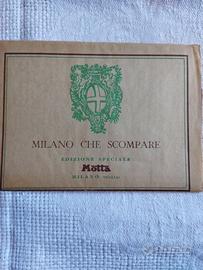 MILANO CHE SCOMPARE
EDIZIONE SPECIALE
Motta
MILANO